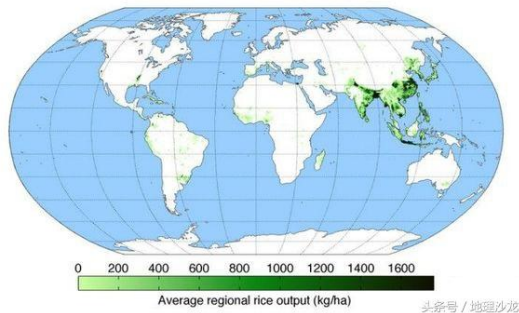 0 200 400 600 800 1000 1200 1400 1600
Average regional rice output (kg/ha)
头条号 / 地理沙龙